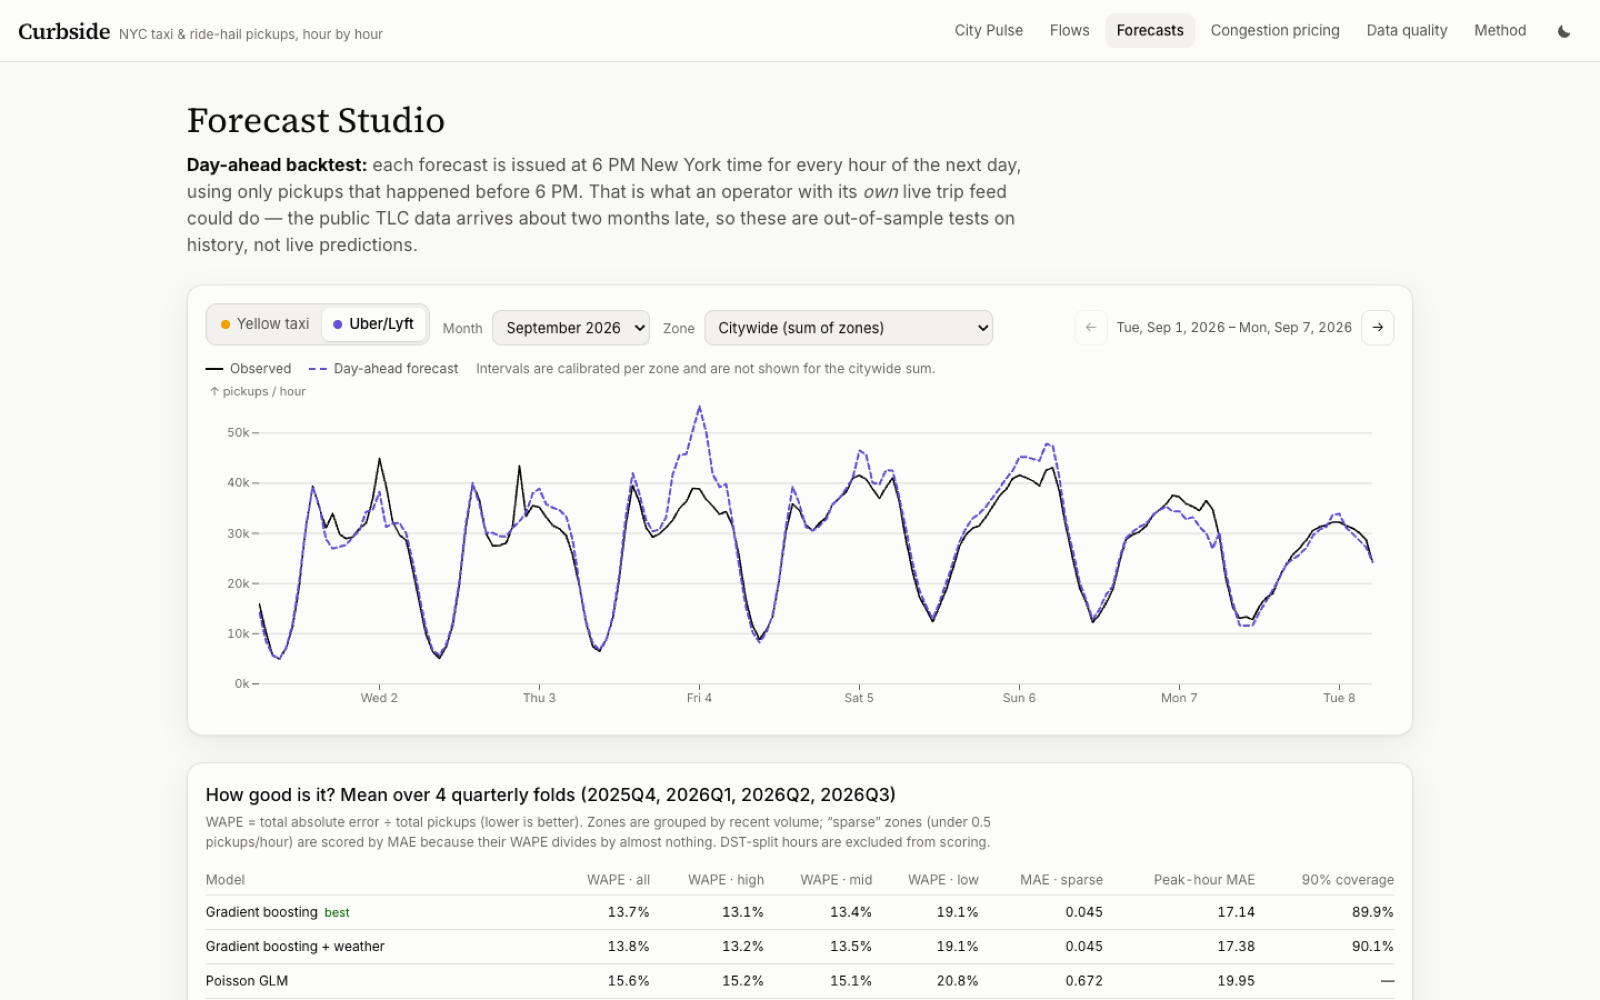 Curbside NYC taxi & ride-hail pickups, hour by hour
City Pulse Flows Forecasts Congestion pricing Data quality Method
Forecast Studio
Day-ahead backtest: each forecast is issued at 6 PM New York time for every hour of the next day,
using only pickups that happened before 6 PM. That is what an operator with its own live trip feed
could do — the public TLC data arrives about two months late, so these are out-of-sample tests on
history, not live predictions.
Yellow taxi Uber/Lyft Month September 2026 Zone Citywide (sum of zones) ← Tue, Sep 1, 2026 – Mon, Sep 7, 2026 →
Observed Day-ahead forecast Intervals are calibrated per zone and are not shown for the citywide sum.
↑ pickups / hour
50k
40k
30k
20k
10k
0k
Wed 2 Thu 3 Fri 4 Sat 5 Sun 6 Mon 7 Tue 8
How good is it? Mean over 4 quarterly folds (2025Q4, 2026Q1, 2026Q2, 2026Q3)
WAPE = total absolute error ÷ total pickups (lower is better). Zones are grouped by recent volume; “sparse” zones (under 0.5
pickups/hour) are scored by MAE because their WAPE divides by almost nothing. DST-split hours are excluded from scoring.
Model WAPE · all WAPE · high WAPE · mid WAPE · low MAE · sparse Peak-hour MAE 90% coverage
Gradient boosting best 13.7% 13.1% 13.4% 19.1% 0.045 17.14 89.9%
Gradient boosting + weather 13.8% 13.2% 13.5% 19.1% 0.045 17.38 90.1%
Poisson GLM 15.6% 15.2% 15.1% 20.8% 0.672 19.95 —